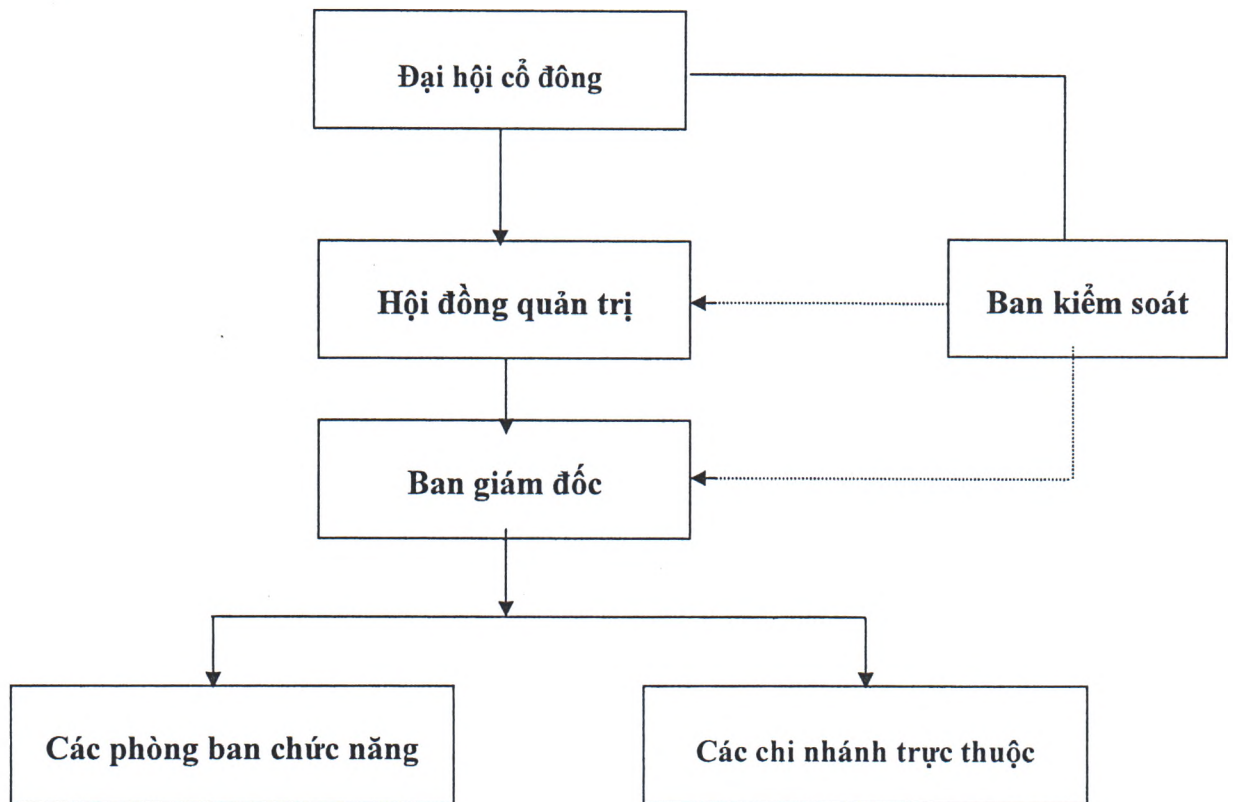 Đại hội cổ đông
Hội đồng quản trị
Ban kiểm soát
Ban giám đốc
Các phòng ban chức năng
Các chi nhánh trực thuộc